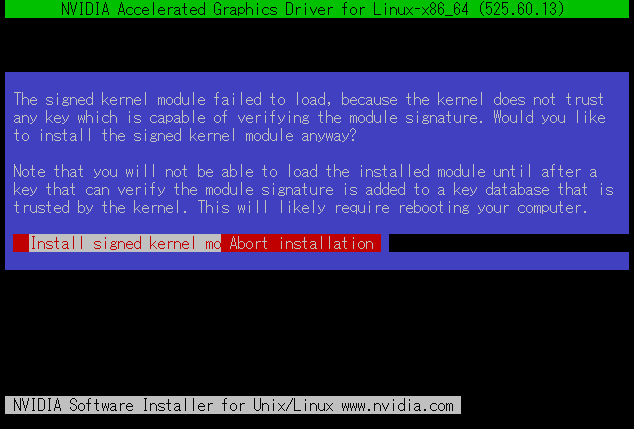 NVIDIA Accelerated Graphics Driver for Linux-x86_64 (525.60.13)
The signed kernel module failed to load, because the kernel does not trust
any key which is capable of verifying the module signature. Would you like
to install the signed kernel module anyway?
Note that you will not be able to load the installed module until after a
key that can verify the module signature is added to a key database that is
trusted by the kernel. This will likely require rebooting your computer.
Install signed kernel mo Abort installation
NVIDIA Software Installer for Unix/Linux www.nvidia.com